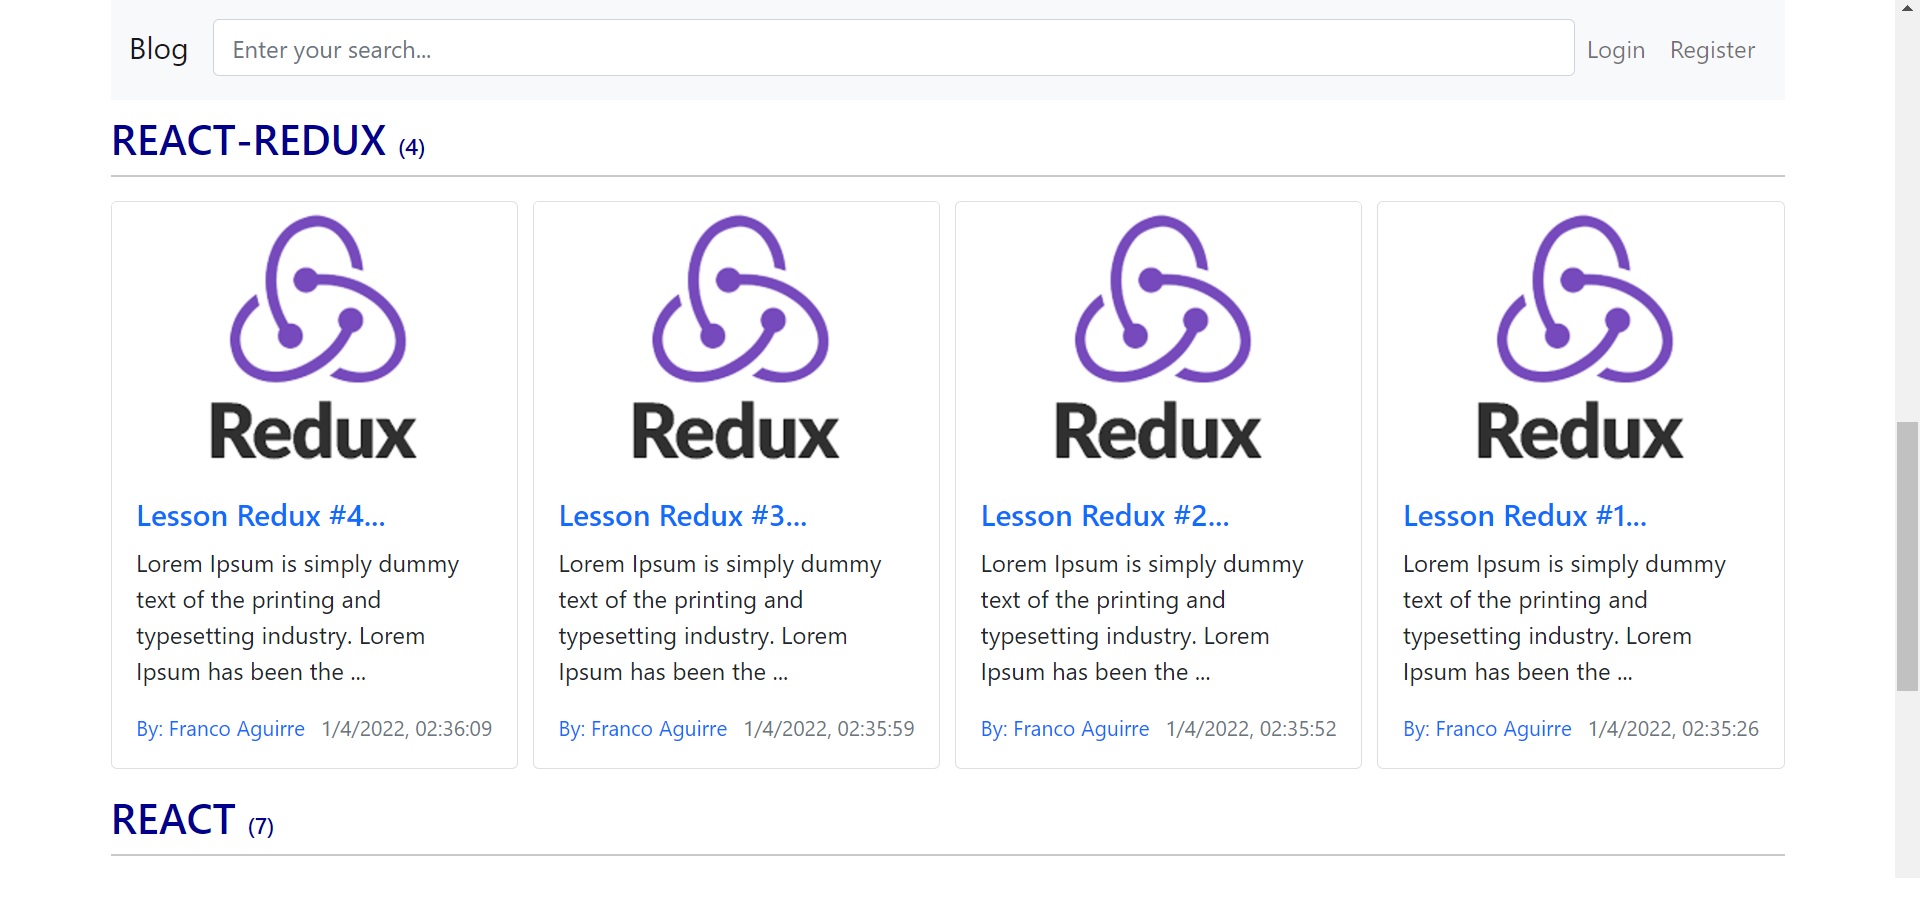 Blog Enter your search... Login Register
REACT-REDUX (4)
Redux Redux Redux Redux
Lesson Redux #4...
Lorem Ipsum is simply dummy
text of the printing and
typesetting industry. Lorem
Ipsum has been the ...
By: Franco Aguirre 1/4/2022, 02:36:09
Lesson Redux #3...
Lorem Ipsum is simply dummy
text of the printing and
typesetting industry. Lorem
Ipsum has been the ...
By: Franco Aguirre 1/4/2022, 02:35:59
Lesson Redux #2...
Lorem Ipsum is simply dummy
text of the printing and
typesetting industry. Lorem
Ipsum has been the ...
By: Franco Aguirre 1/4/2022, 02:35:52
Lesson Redux #1...
Lorem Ipsum is simply dummy
text of the printing and
typesetting industry. Lorem
Ipsum has been the ...
By: Franco Aguirre 1/4/2022, 02:35:26
REACT (7)